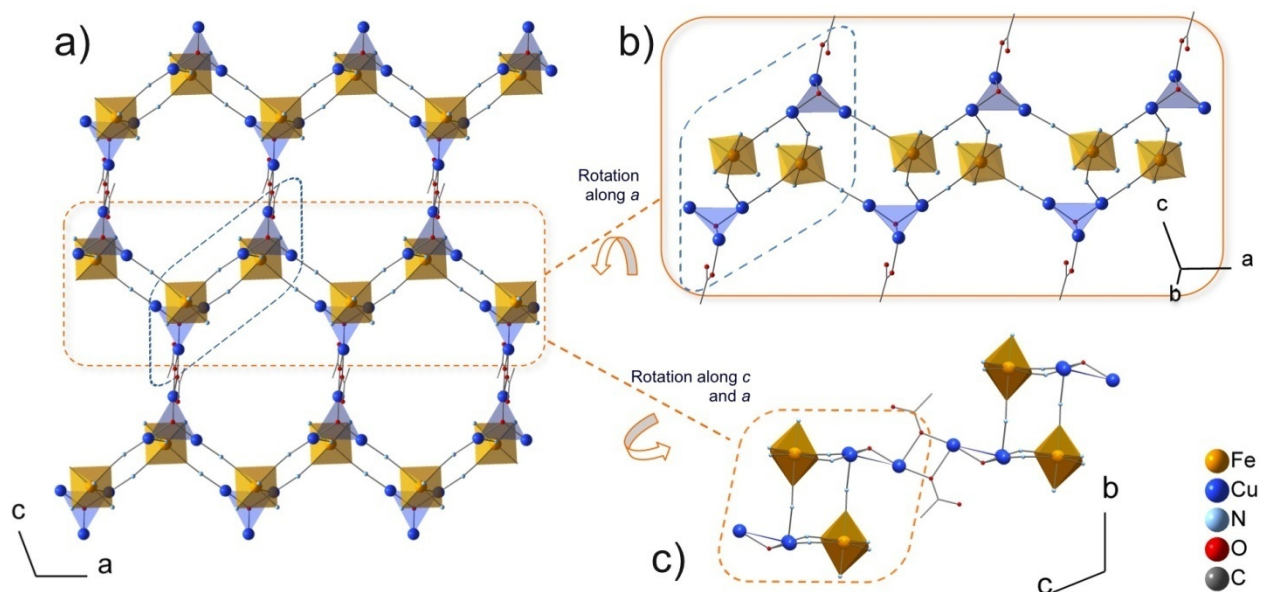 a)
b)
Rotation
along a
c
a
b
c
a
Rotation along c
and a
c)
b
c
Fe
Cu
N
O
C